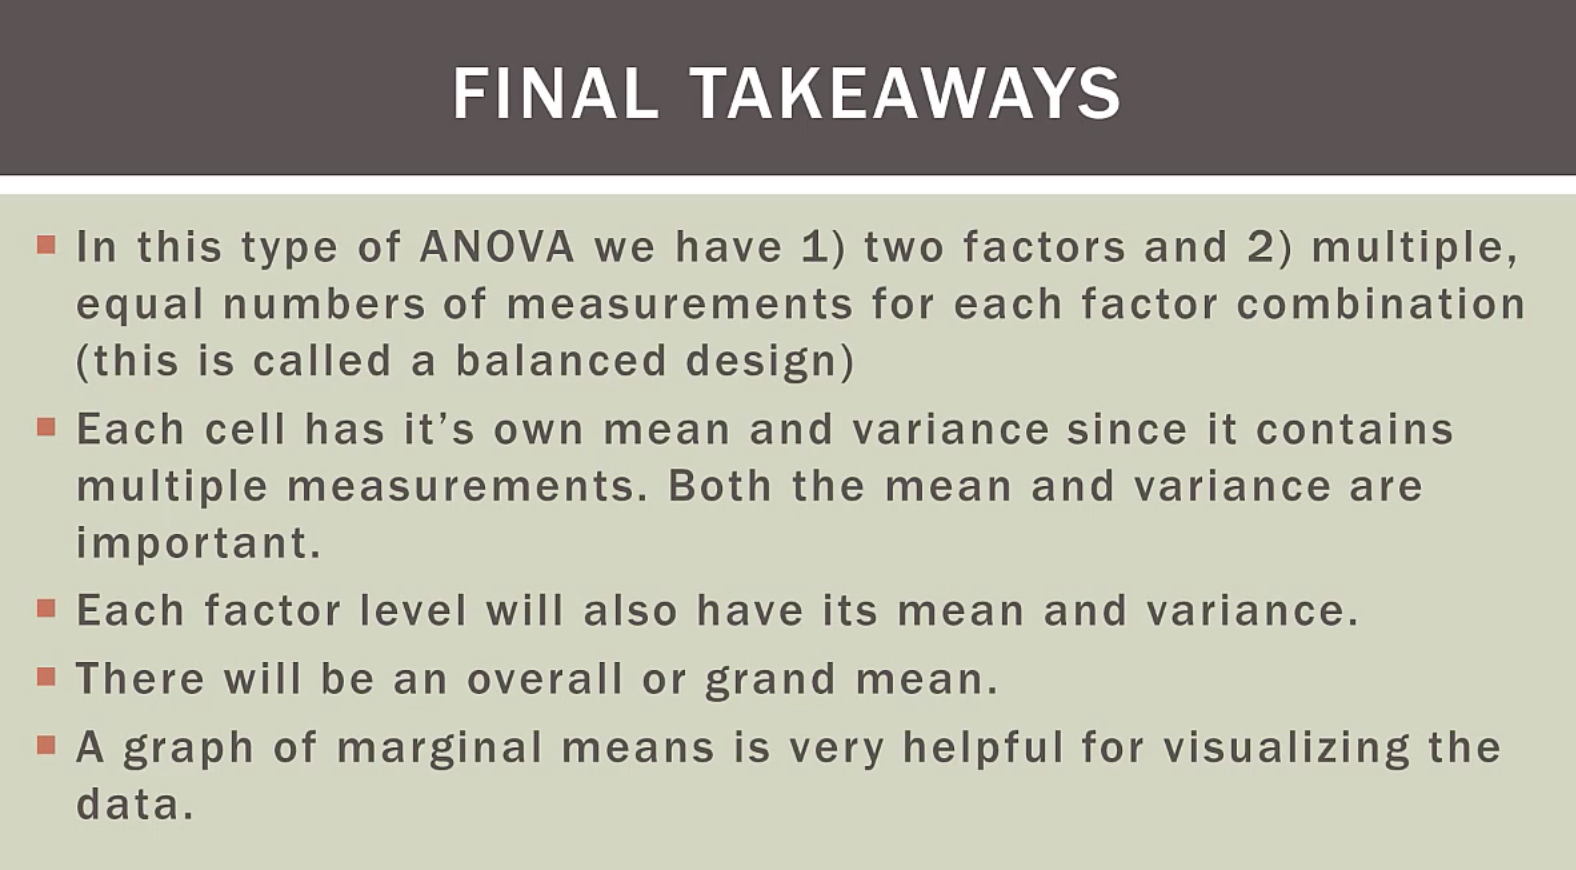 FINAL TAKEAWAYS
In this type of ANOVA we have 1) two factors and 2) multiple,
equal numbers of measurements for each factor combination
(this is called a balanced design)
Each cell has it’s own mean and variance since it contains
multiple measurements. Both the mean and variance are
important.
Each factor level will also have its mean and variance.
There will be an overall or grand mean.
A graph of marginal means is very helpful for visualizing the
data.